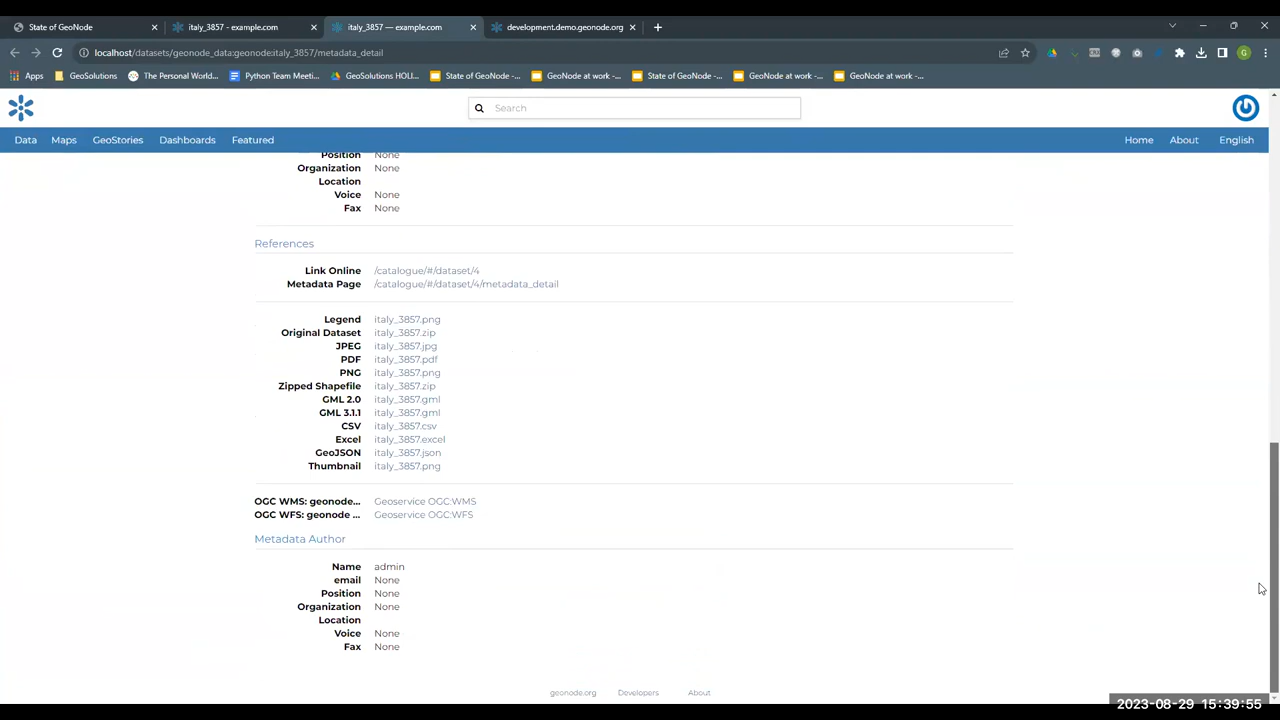 State of GeoNode
italy_3857 - example.com
italy_3857 — example.com
development.demo.geonode.org
localhost/datasets/geonode_data:geonode:italy_3857/metadata_detail
Apps
GeoSolutions
The Personal World...
Python Team Meeti...
GeoSolutions HOLI...
State of GeoNode -...
GeoNode at work -...
State of GeoNode -...
GeoNode at work -...
GeoNode at work -...
Search
Data Maps GeoStories Dashboards Featured Home About English
Position None
Organization None
Location
Voice None
Fax None
References
Link Online /catalogue/#/dataset/4
Metadata Page /catalogue/#/dataset/4/metadata_detail
Legend italy_3857.png
Original Dataset italy_3857.zip
JPEG italy_3857.jpg
PDF italy_3857.pdf
PNG italy_3857.png
Zipped Shapefile italy_3857.zip
GML 2.0 italy_3857.gml
GML 3.1.1 italy_3857.gml
CSV italy_3857.csv
Excel italy_3857.excel
GeoJSON italy_3857.json
Thumbnail italy_3857.png
OGC WMS: geonode... Geoservice OGC:WMS
OGC WFS: geonode ... Geoservice OGC:WFS
Metadata Author
Name admin
email None
Position None
Organization None
Location
Voice None
Fax None
geonode.org Developers About
2023-08-29 15:39:55